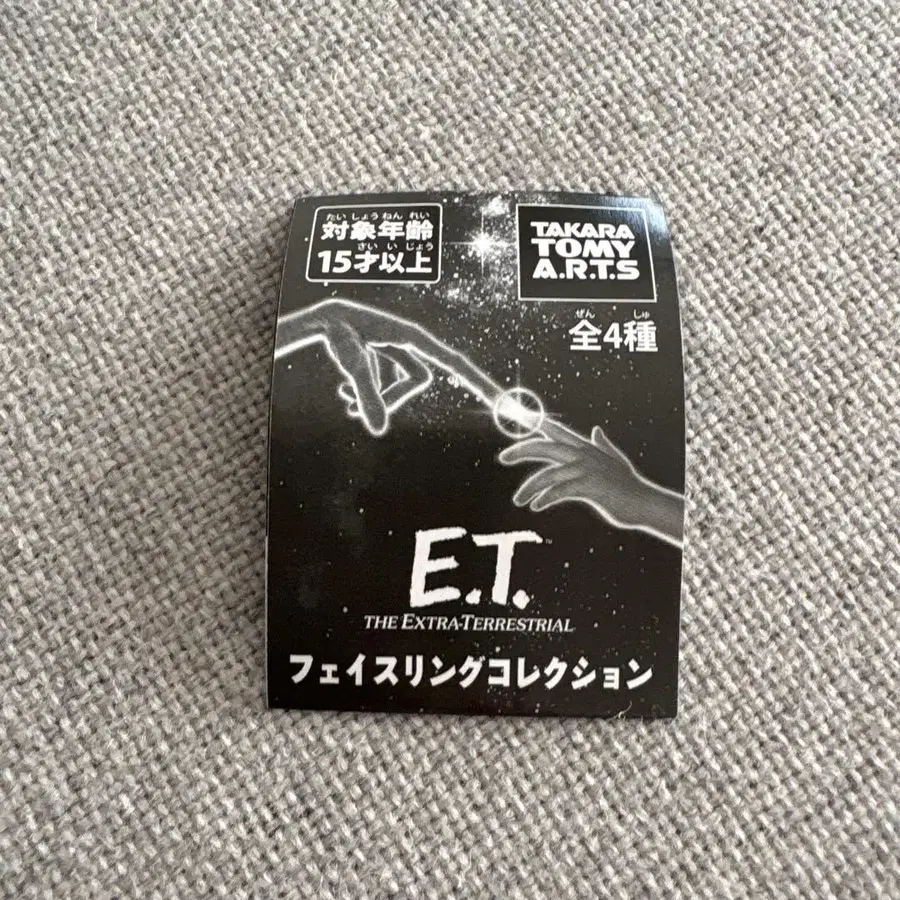 たいしょうねんれい
対象年齢
さいいじょう
15才以上
TAKARA
TOMY
A.R.T.S
ぜんしゅ
全4種
E.T.™
THE EXTRA-TERRESTRIAL
フェイスリングコレクション